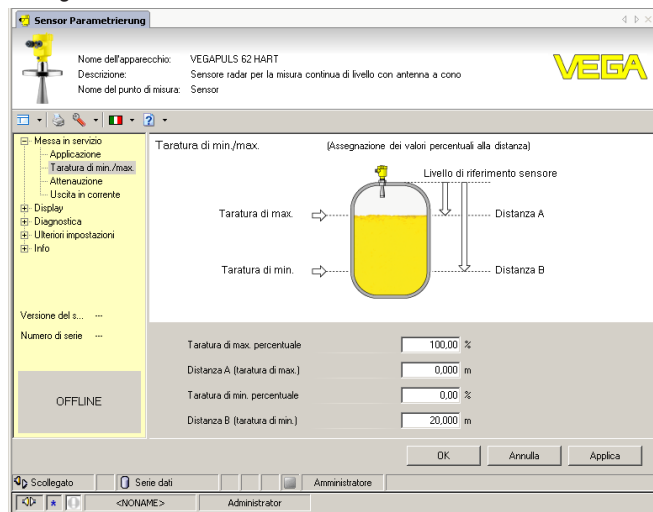 Sensor Parametrierung
Nome dell'apparecchio: VEGAPULS 62 HART
Descrizione: Sensore radar per la misura continua di livello con antenna a cono
Nome del punto di misura: Sensor
VEGA
Messa in servizio
Applicazione
Taratura di min./max.
Attenuazione
Uscita in corrente
Display
Diagnostica
Ulteriori impostazioni
Info
Versione del s... ---
Numero di serie ---
OFFLINE
Taratura di min./max. (Assegnazione dei valori percentuali alla distanza)
Livello di riferimento sensore
Taratura di max. Distanza A
Taratura di min. Distanza B
Taratura di max. percentuale 100,00 %
Distanza A (taratura di max.) 0,000 m
Taratura di min. percentuale 0,00 %
Distanza B (taratura di min.) 20,000 m
OK Annulla Applica
Scollegato Serie dati Amministratore
<NONAME> Administrator